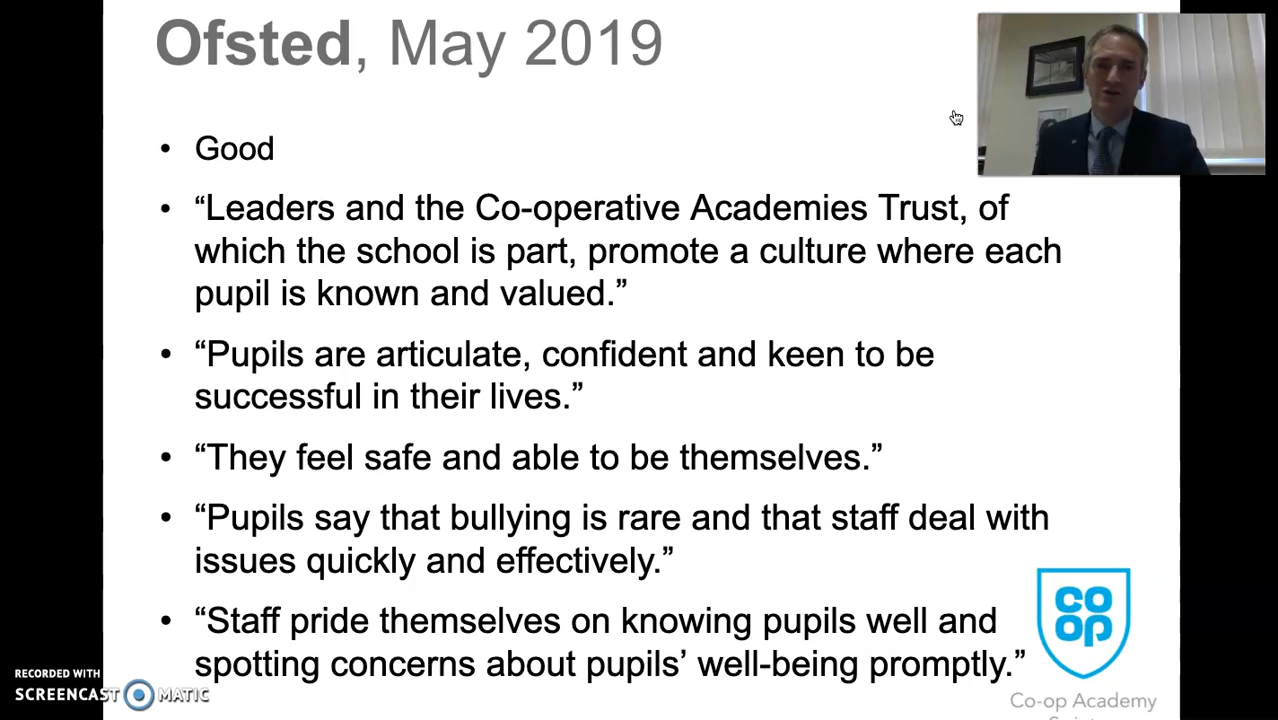 Ofsted, May 2019
• Good
• “Leaders and the Co-operative Academies Trust, of
which the school is part, promote a culture where each
pupil is known and valued.”
• “Pupils are articulate, confident and keen to be
successful in their lives.”
• “They feel safe and able to be themselves.”
• “Pupils say that bullying is rare and that staff deal with
issues quickly and effectively.”
• “Staff pride themselves on knowing pupils well and
spotting concerns about pupils’ well-being promptly.”
CO
OP
Co-op Academy
RECORDED WITH
SCREENCAST MATIC